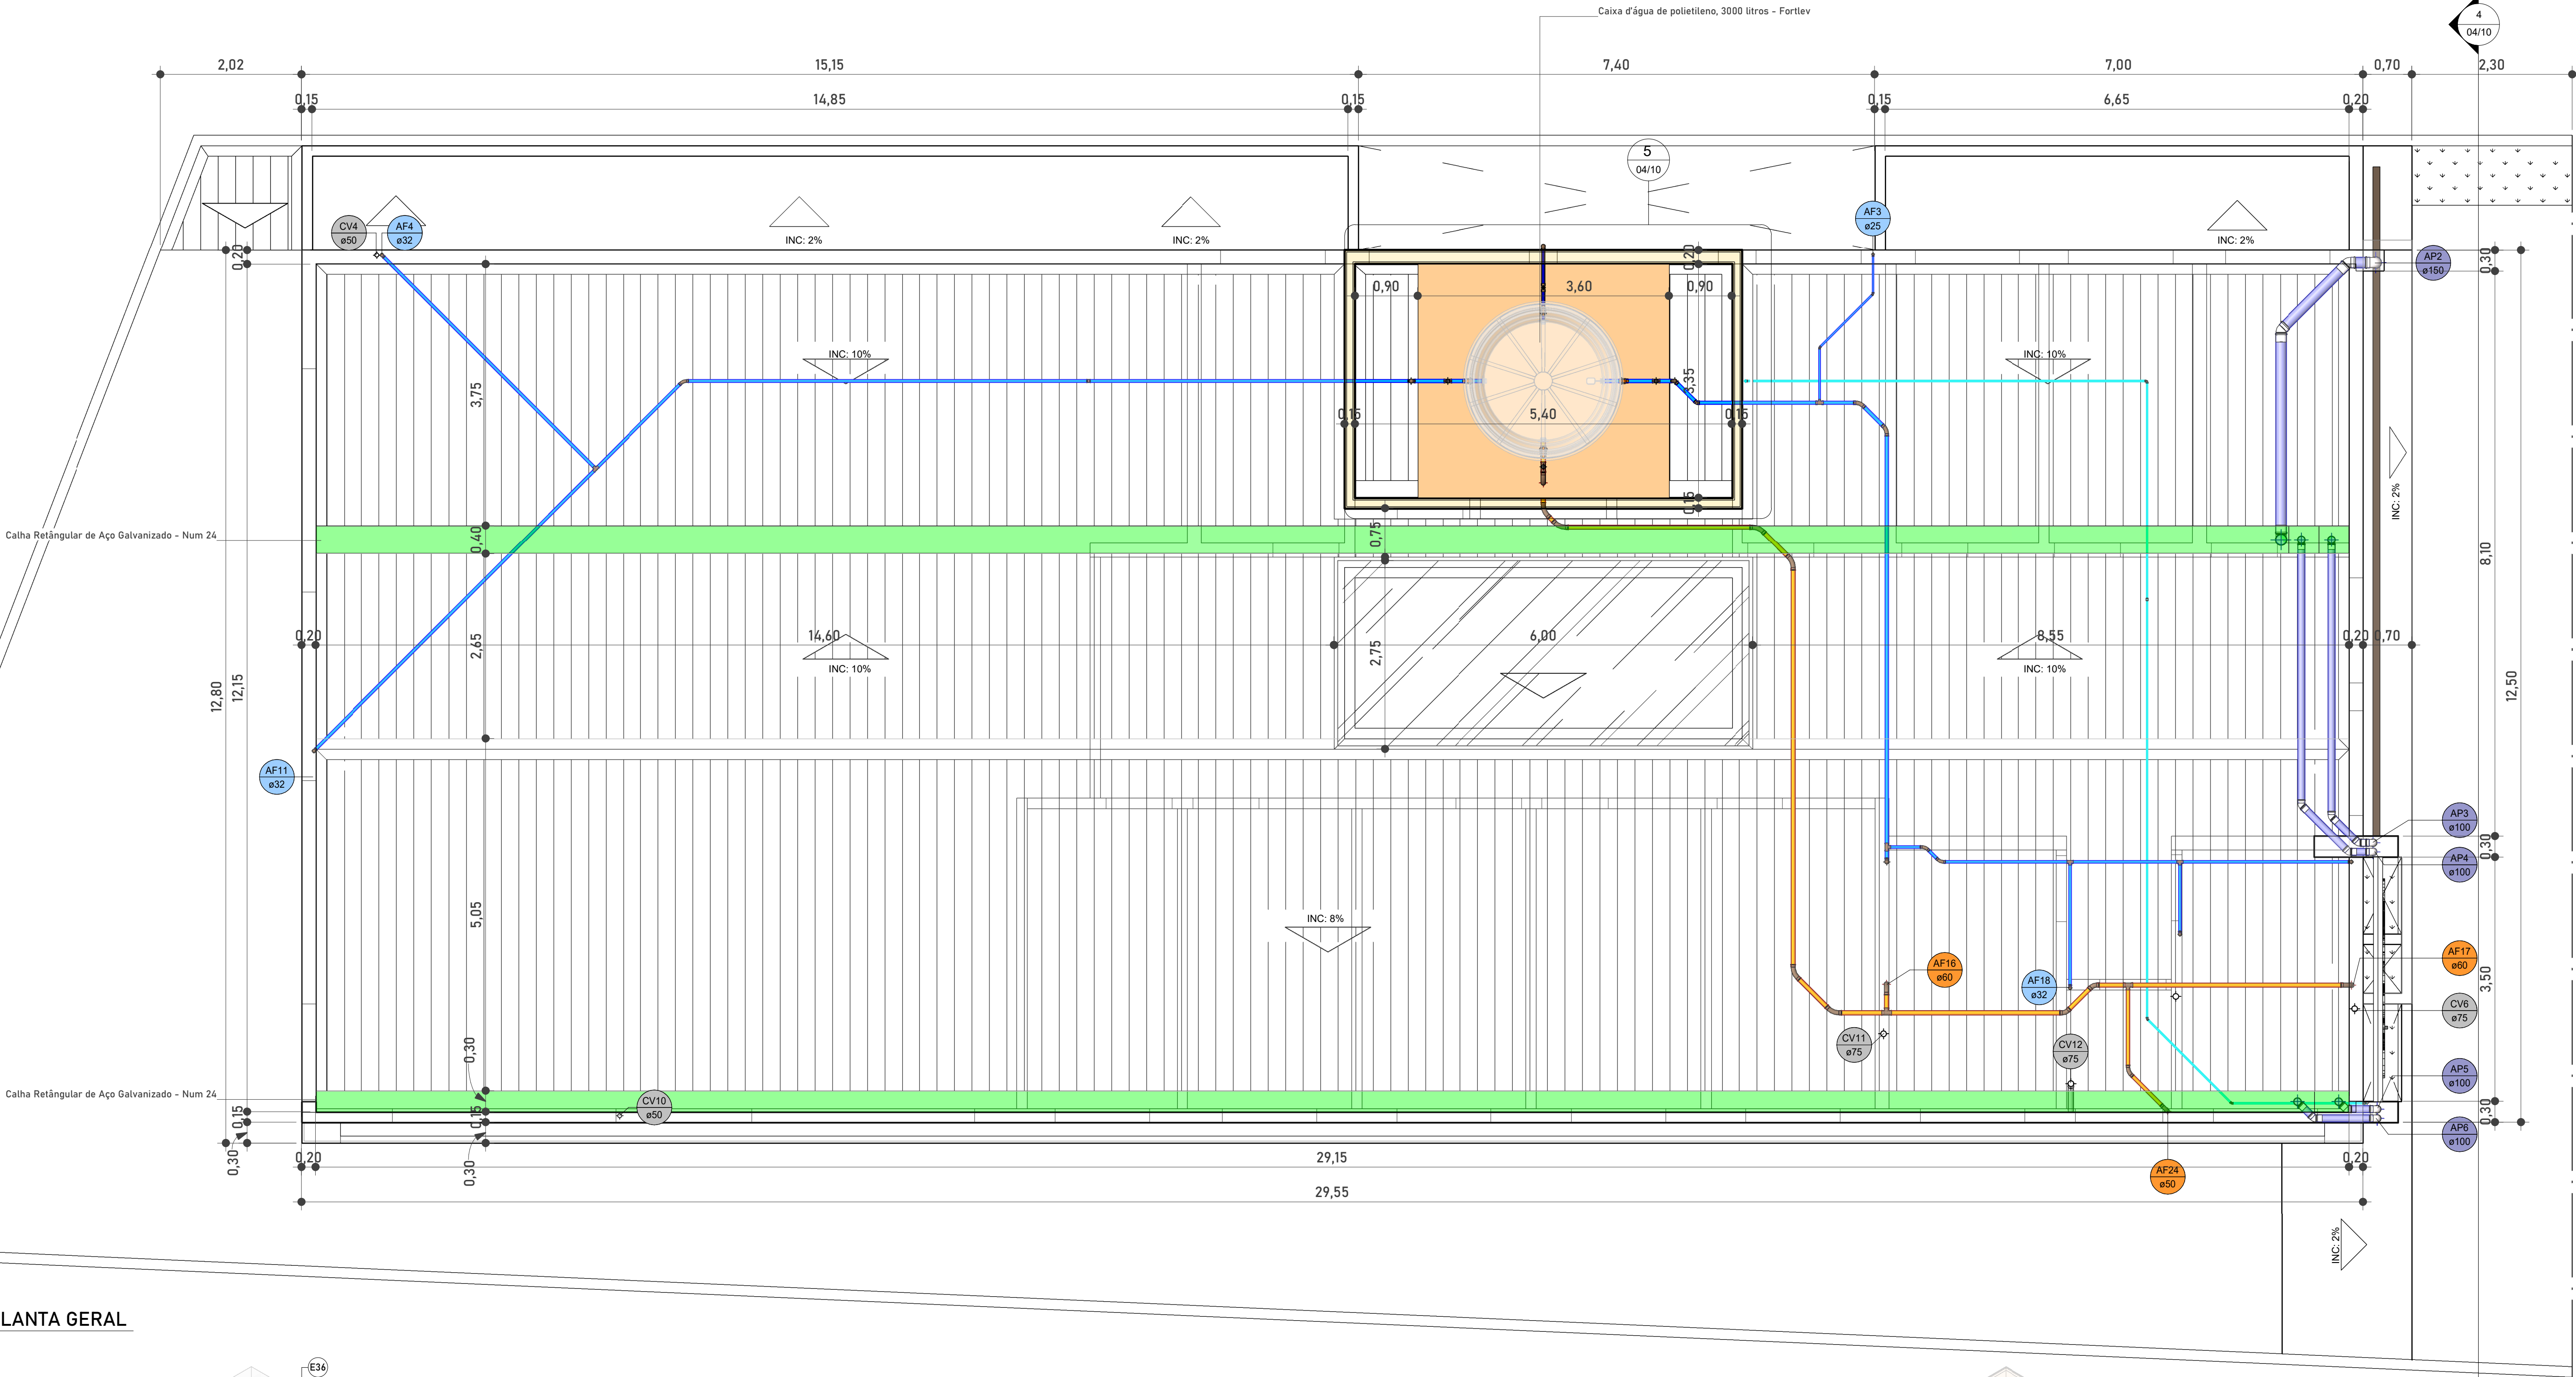 Caixa d'água de polietileno, 3000 litros - Fortlev
4
04/10
2,02
15,15
7,40
7,00
0,70
2,30
0,15
14,85
0,15
0,15
6,65
0,20
5
04/10
CV4
ø50
AF4
ø32
INC: 2%
INC: 2%
AF3
ø25
INC: 2%
0,20
0,20
AP2
ø150
0,30
0,90
3,60
0,90
INC: 10%
INC: 10%
3,75
3,35
0,15
5,40
0,15
INC: 2%
0,15
Calha Retângular de Aço Galvanizado - Num 24
0,40
0,75
8,10
0,20
14,60
INC: 10%
2,65
2,75
6,00
8,55
INC: 10%
0,20
0,70
12,80
12,15
12,50
AF11
ø32
AP3
ø100
0,30
AP4
ø100
5,05
INC: 8%
AF16
ø60
AF17
ø60
AF18
ø32
3,50
CV6
ø75
CV11
ø75
CV12
ø75
0,30
AP5
ø100
Calha Retângular de Aço Galvanizado - Num 24
CV10
ø50
0,15
0,15
0,30
AP6
ø100
0,30
0,30
0,20
29,15
0,20
AF24
ø50
29,55
INC: 2%
LANTA GERAL
E36